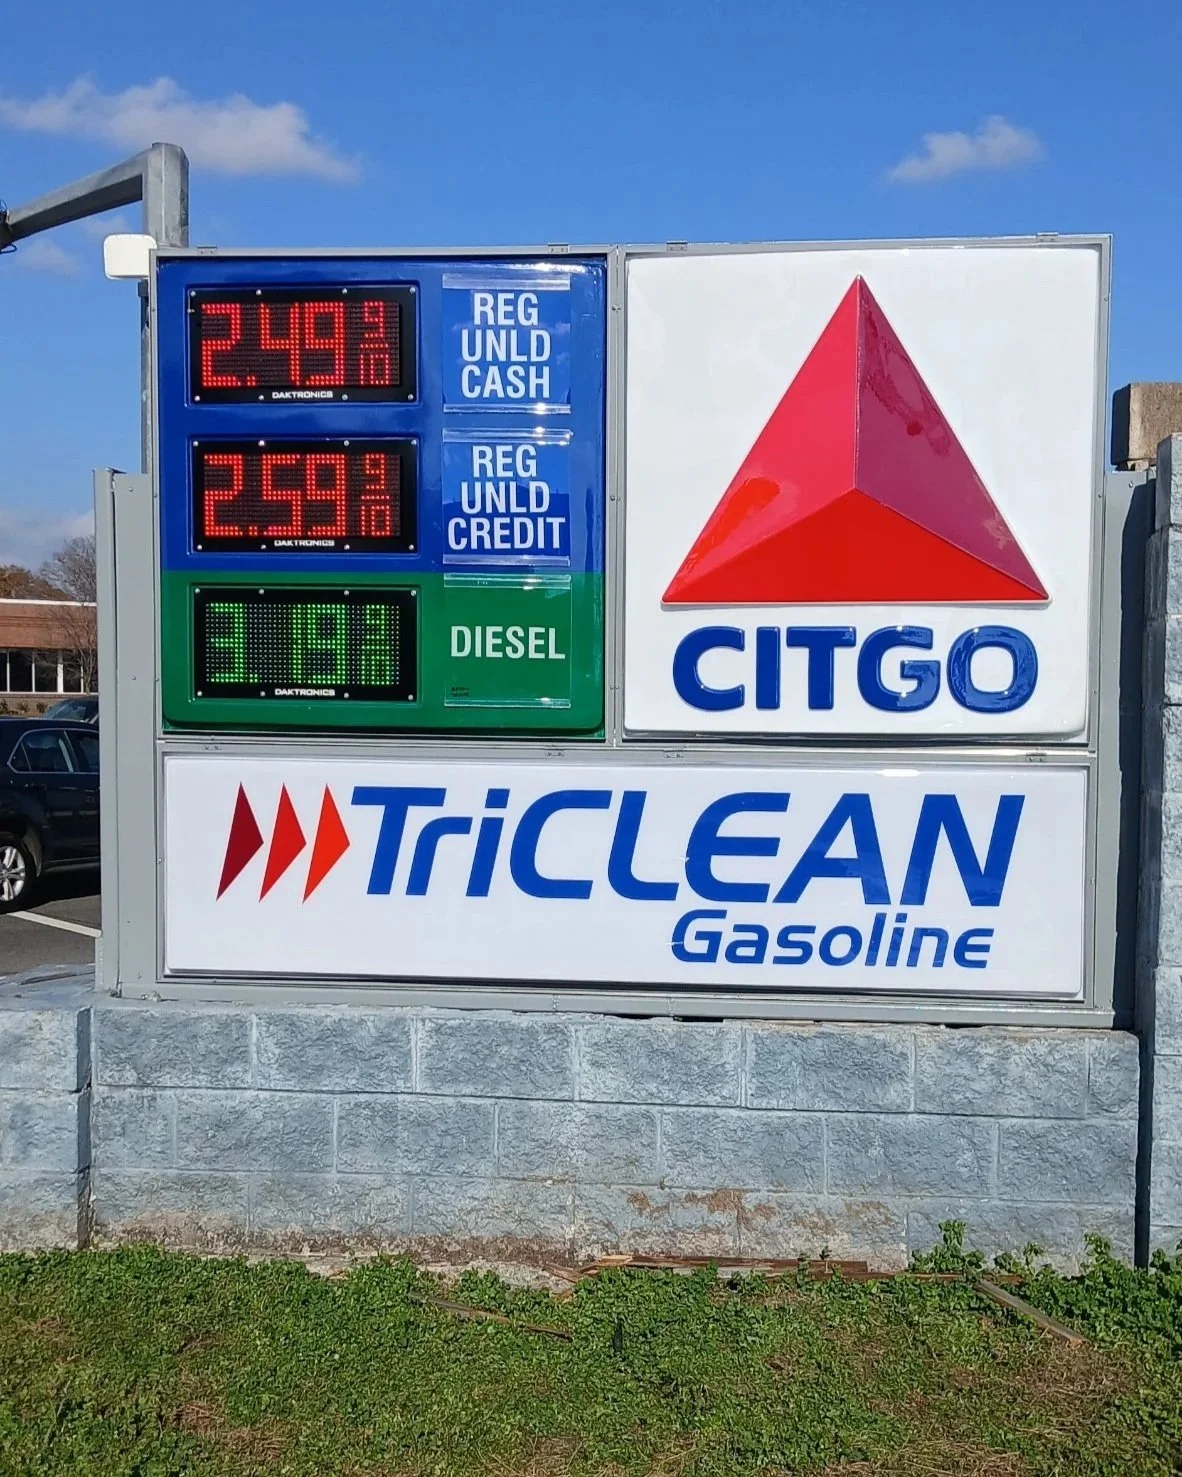 2.49 9/10
DAKTRONICS
REG
UNLD
CASH
2.59 9/10
DAKTRONICS
REG
UNLD
CREDIT
3.19 9/10
DAKTRONICS
DIESEL
CITGO
TriCLEAN
Gasoline